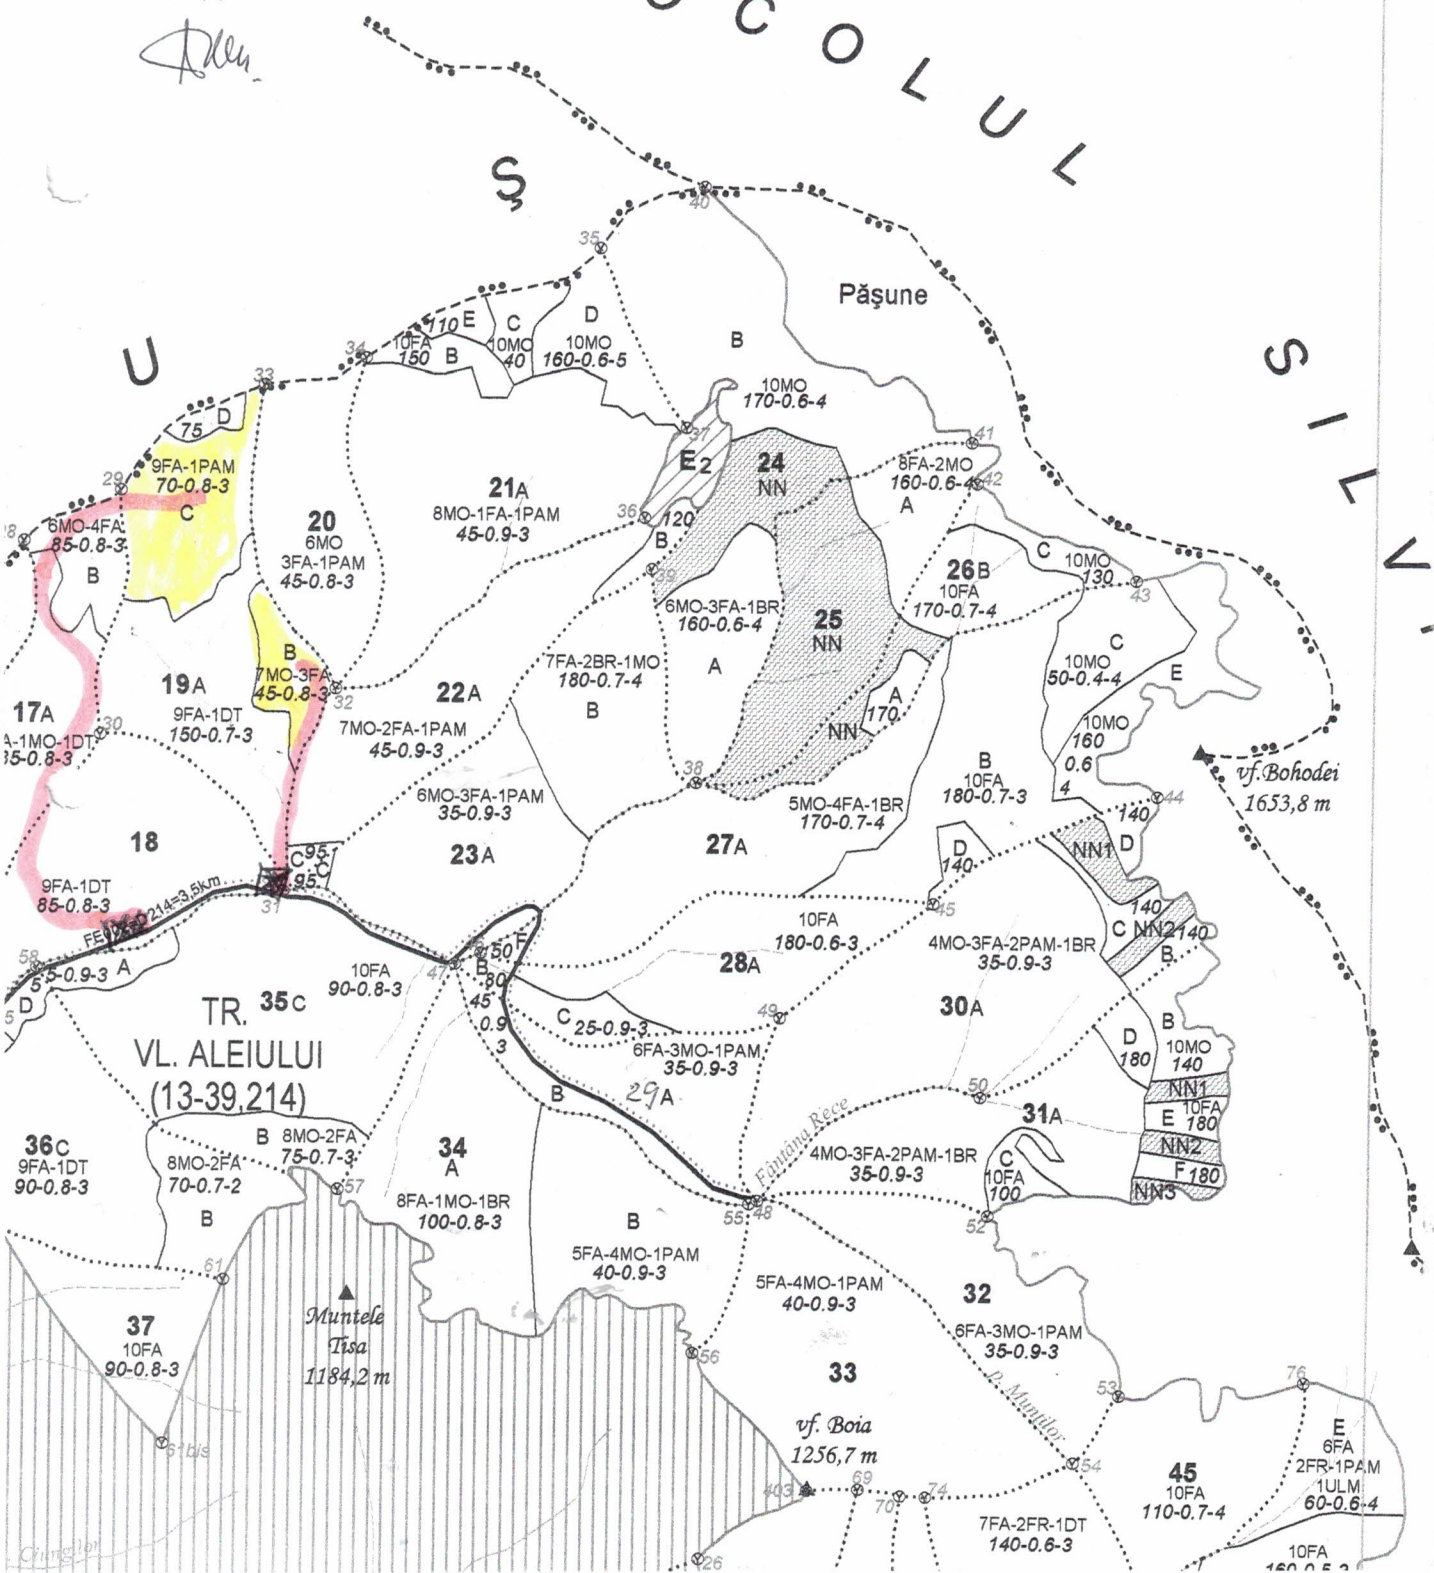 OCOLUL
Ș
U
SILV
40
35
Pășune
110 E
C
D
10FA
150
B
10MO
40
10MO
160-0.6-5
B
34
33
D
75
10MO
170-0.6-4
37
41
E2
24
NN
8FA-2MO
160-0.6-4
42
A
29
9FA-1PAM
70-0.8-3
C
21A
8MO-1FA-1PAM
45-0.9-3
36
120
B
39
20
6MO
3FA-1PAM
45-0.8-3
6MO-4FA
85-0.8-3
B
C
10MO
130
43
26B
10FA
170-0.7-4
6MO-3FA-1BR
160-0.6-4
A
25
NN
C
10MO
50-0.4-4
E
B
7MO-3FA
45-0.8-3
32
7FA-2BR-1MO
180-0.7-4
B
19A
9FA-1DT
150-0.7-3
22A
7MO-2FA-1PAM
45-0.9-3
A
170
NN
17A
30
10MO
160
0.6
4
B
10FA
180-0.7-3
38
vf.Bohodei
1653,8 m
44
6MO-3FA-1PAM
35-0.9-3
5MO-4FA-1BR
170-0.7-4
140
18
C 95
C
95
23A
27A
D
140
NN1
D
9FA-1DT
85-0.8-3
214=3,5km
31
45
140
C
NN2
140
B
10FA
180-0.6-3
4MO-3FA-2PAM-1BR
35-0.9-3
58
A
10FA
90-0.8-3
47
50
F
B
80
45
0.9
3
28A
D
35C
TR.
VL. ALEIULUI
(13-39,214)
C 25-0.9-3
49
30A
6FA-3MO-1PAM
35-0.9-3
D
180
B
10MO
140
B
29A
50
NN1
E 10FA
180
31A
NN2
F 180
NN3
Fântâna Rece
36C
9FA-1DT
90-0.8-3
B
8MO-2FA
75-0.7-3
8MO-2FA
70-0.7-2
B
57
34
A
8FA-1MO-1BR
100-0.8-3
4MO-3FA-2PAM-1BR
35-0.9-3
C
10FA
100
55
48
52
B
5FA-4MO-1PAM
40-0.9-3
61
5FA-4MO-1PAM
40-0.9-3
32
6FA-3MO-1PAM
35-0.9-3
Muntele
Tisa
1184,2 m
37
10FA
90-0.8-3
56
33
p. Munților
53
76
vf. Boia
1256,7 m
61bis
E
6FA
2FR-1PAM
1ULM
60-0.6-4
54
45
10FA
110-0.7-4
403
69
70
74
7FA-2FR-1DT
140-0.6-3
10FA
26